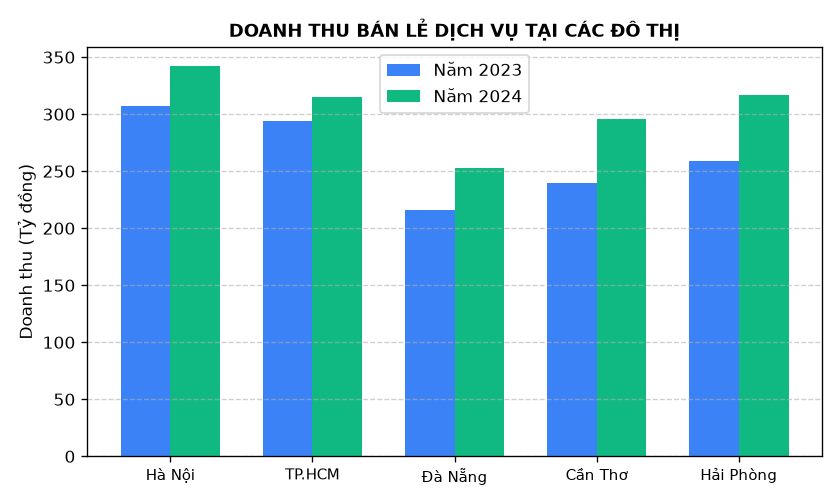 DOANH THU BÁN LẺ DỊCH VỤ TẠI CÁC ĐÔ THỊ
Năm 2023
Năm 2024
Doanh thu (Tỷ đồng)
350
300
250
200
150
100
50
0
Hà Nội
TP.HCM
Đà Nẵng
Cần Thơ
Hải Phòng